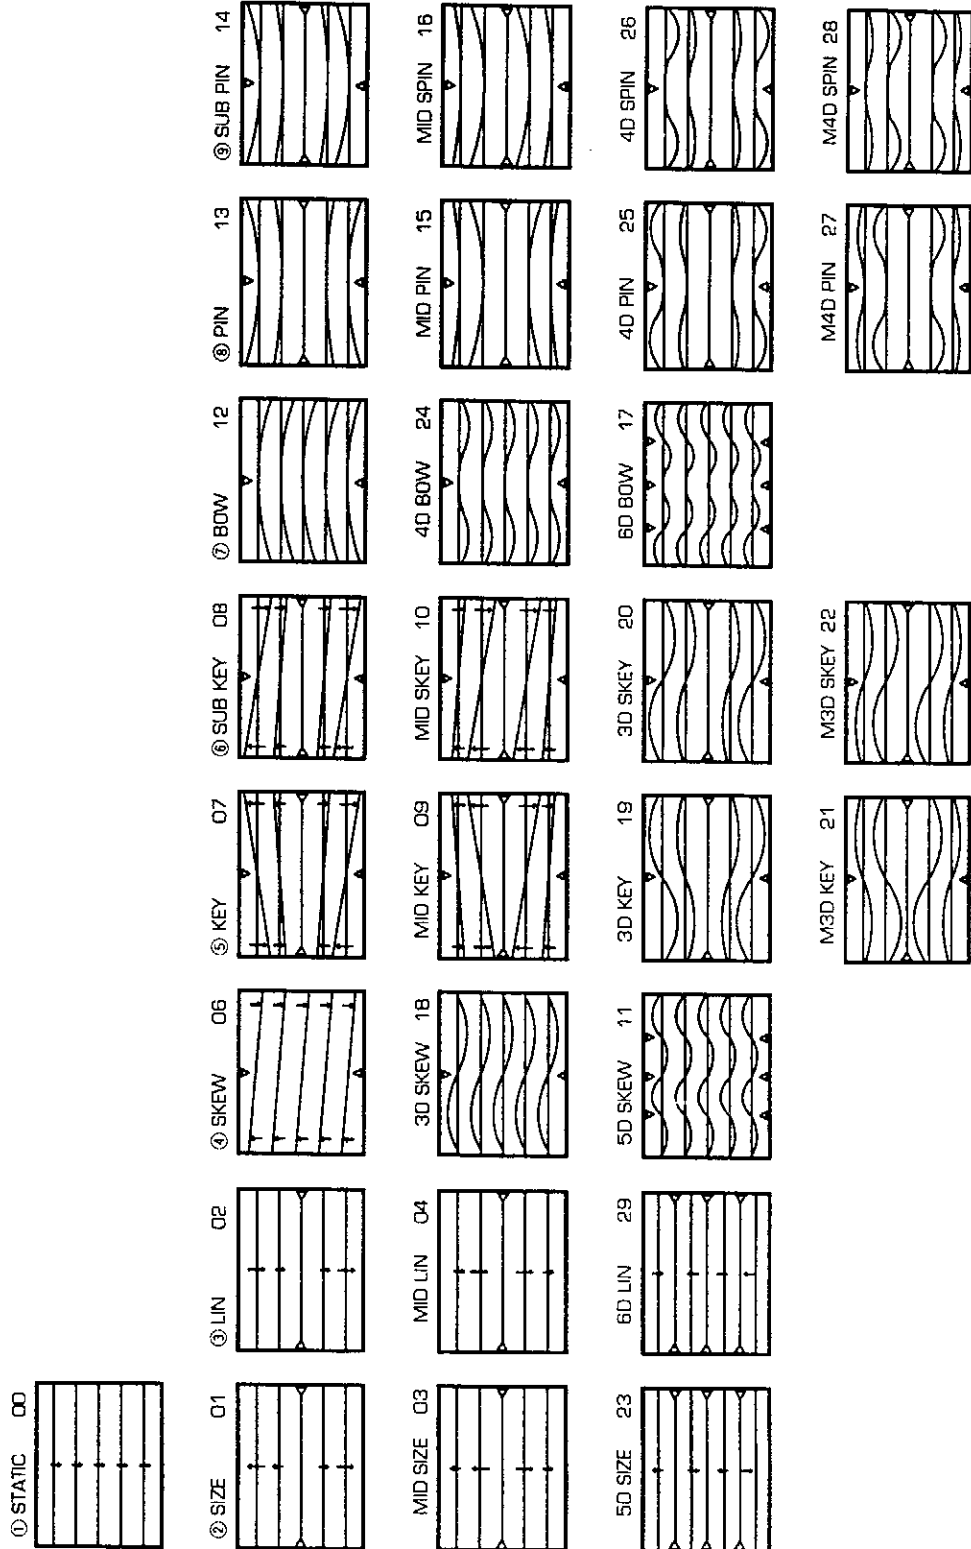 ① STATIC 00
② SIZE 01
③ LIN 02
④ SKEW 06
⑤ KEY 07
⑥ SUB KEY 08
⑦ BOW 12
⑧ PIN 13
⑨ SUB PIN 14
MID SIZE 03
MID LIN 04
3D SKEW 18
MID KEY 09
MID SKEY 10
4D BOW 24
MID PIN 15
MID SPIN 16
5D SIZE 23
6D LIN 29
5D SKEW 11
3D KEY 19
3D SKEY 20
6D BOW 17
4D PIN 25
4D SPIN 26
M3D KEY 21
M3D SKEY 22
M4D PIN 27
M4D SPIN 28